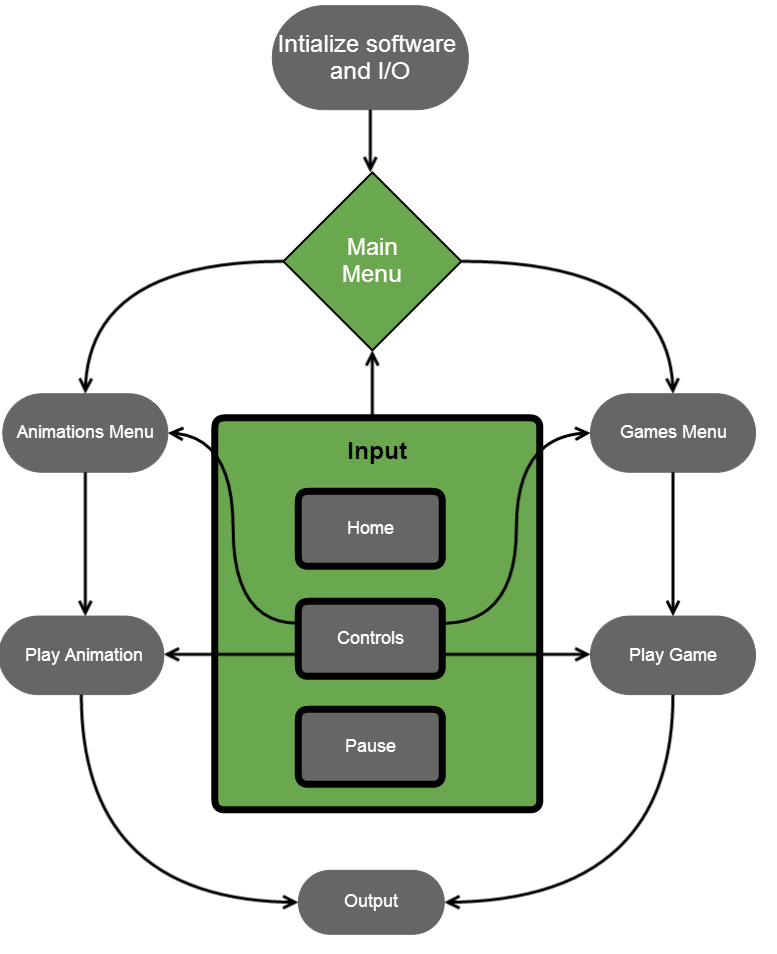 Intialize software
and I/O
Main
Menu
Animations Menu
Games Menu
Input
Home
Controls
Play Animation
Play Game
Pause
Output